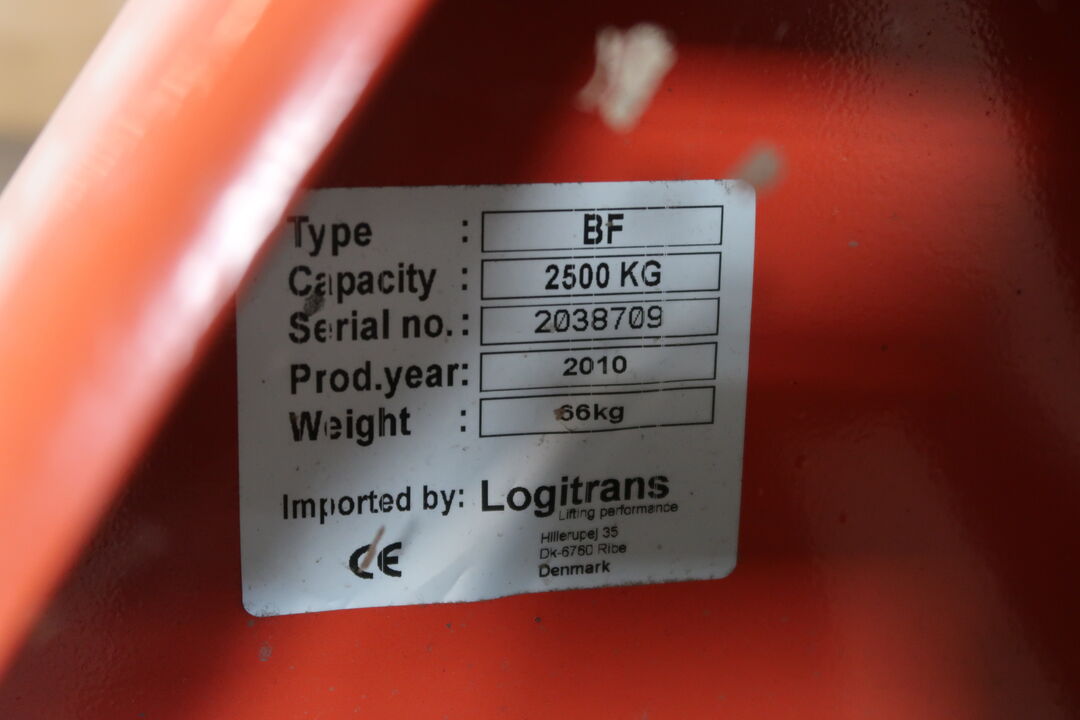 Type : BF
Capacity : 2500 KG
Serial no. : 2038709
Prod.year: 2010
Weight : 66kg
Imported by: Logitrans
Lifting performance
Hillerupej 35
Dk-6760 Ribe
Denmark
CE